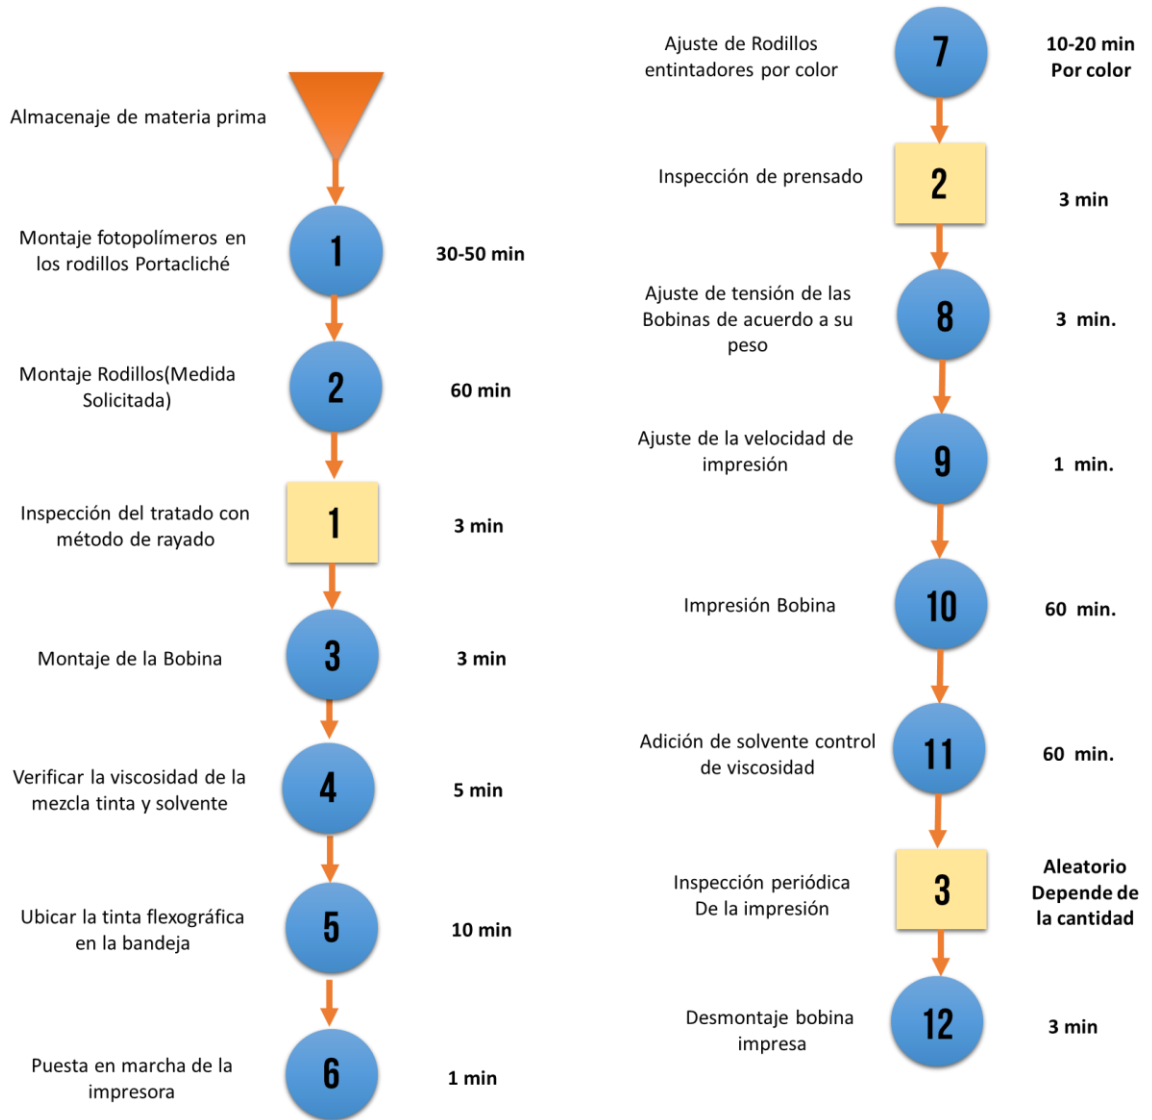 Almacenaje de materia prima
Montaje fotopolímeros en
los rodillos Portacliché
1
30-50 min
Montaje Rodillos(Medida
Solicitada)
2
60 min
Inspección del tratado con
método de rayado
1
3 min
Montaje de la Bobina
3
3 min
Verificar la viscosidad de la
mezcla tinta y solvente
4
5 min
Ubicar la tinta flexográfica
en la bandeja
5
10 min
Puesta en marcha de la
impresora
6
1 min
Ajuste de Rodillos
entintadores por color
7
10-20 min
Por color
Inspección de prensado
2
3 min
Ajuste de tensión de las
Bobinas de acuerdo a su
peso
8
3 min.
Ajuste de la velocidad de
impresión
9
1 min.
Impresión Bobina
10
60 min.
Adición de solvente control
de viscosidad
11
60 min.
Inspección periódica
De la impresión
3
Aleatorio
Depende de
la cantidad
Desmontaje bobina
impresa
12
3 min